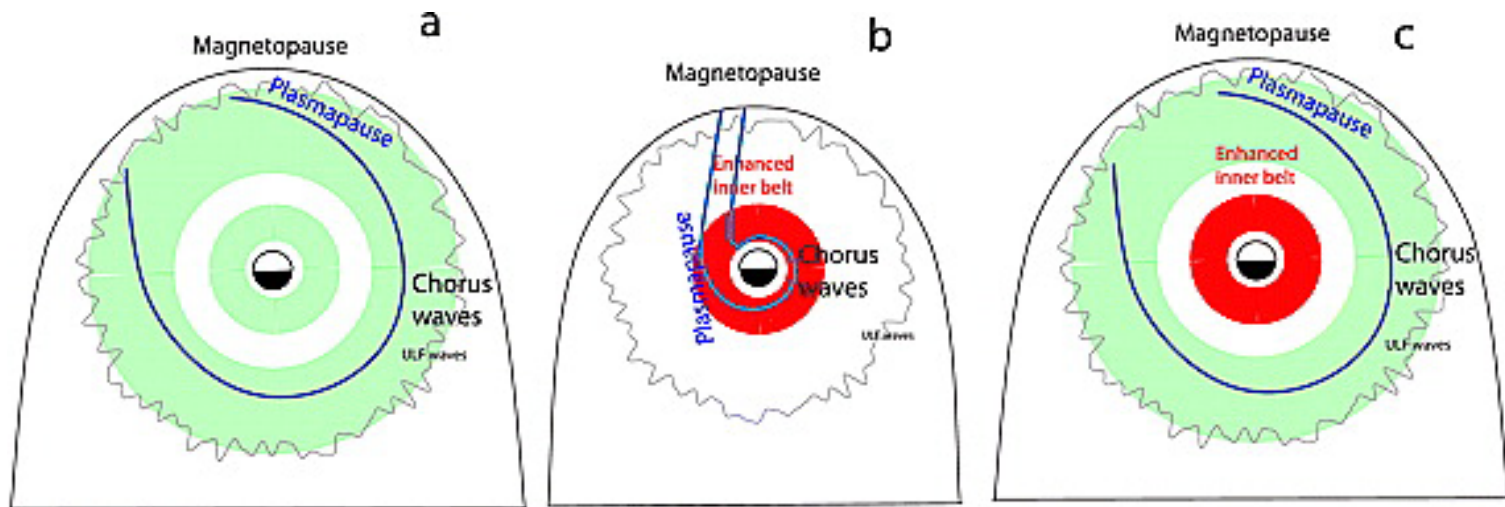 a
Magnetopause
Plasmapause
Chorus
waves
ULF waves
b
Magnetopause
Enhanced
inner belt
Plasmapause
Chorus
waves
ULF waves
c
Magnetopause
Plasmapause
Enhanced
inner belt
Chorus
waves
ULF waves